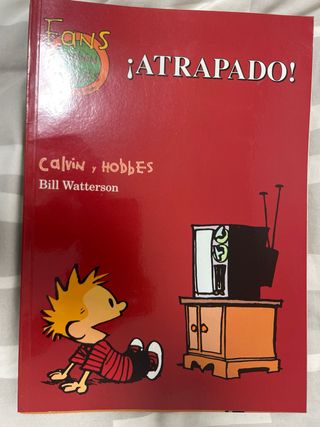 Fans
¡ATRAPADO!
Calvin y HOBBES
Bill Watterson